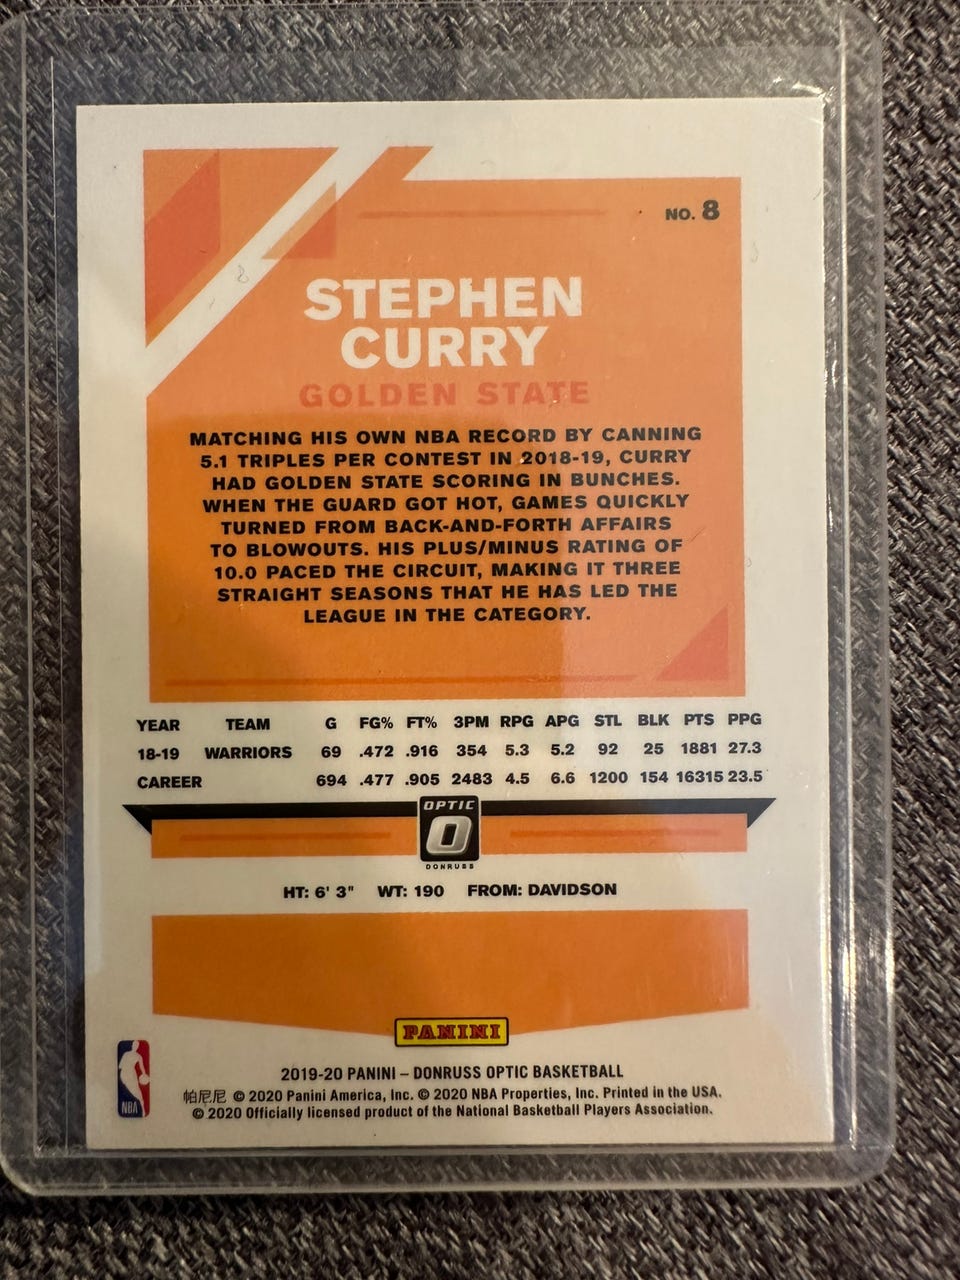 NO. 8
STEPHEN
CURRY
GOLDEN STATE
MATCHING HIS OWN NBA RECORD BY CANNING
5.1 TRIPLES PER CONTEST IN 2018-19, CURRY
HAD GOLDEN STATE SCORING IN BUNCHES.
WHEN THE GUARD GOT HOT, GAMES QUICKLY
TURNED FROM BACK-AND-FORTH AFFAIRS
TO BLOWOUTS. HIS PLUS/MINUS RATING OF
10.0 PACED THE CIRCUIT, MAKING IT THREE
STRAIGHT SEASONS THAT HE HAS LED THE
LEAGUE IN THE CATEGORY.
YEAR TEAM G FG% FT% 3PM RPG APG STL BLK PTS PPG
18-19 WARRIORS 69 .472 .916 354 5.3 5.2 92 25 1881 27.3
CAREER 694 .477 .905 2483 4.5 6.6 1200 154 16315 23.5
OPTIC
O
DONRUSS
HT: 6' 3" WT: 190 FROM: DAVIDSON
PANINI
2019-20 PANINI – DONRUSS OPTIC BASKETBALL
帕尼尼 © 2020 Panini America, Inc. © 2020 NBA Properties, Inc. Printed in the USA.
© 2020 Officially licensed product of the National Basketball Players Association.
NBA